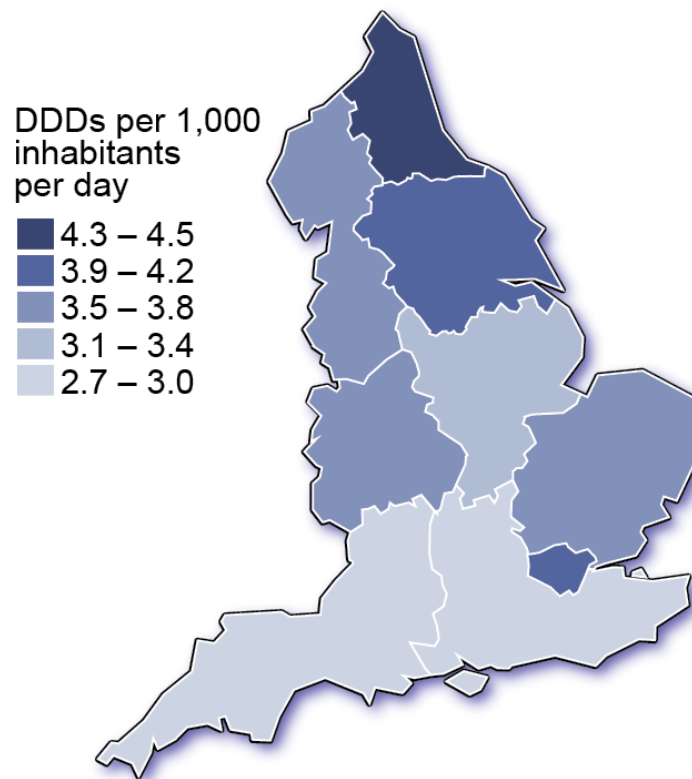 DDDs per 1,000
inhabitants
per day
4.3 – 4.5
3.9 – 4.2
3.5 – 3.8
3.1 – 3.4
2.7 – 3.0